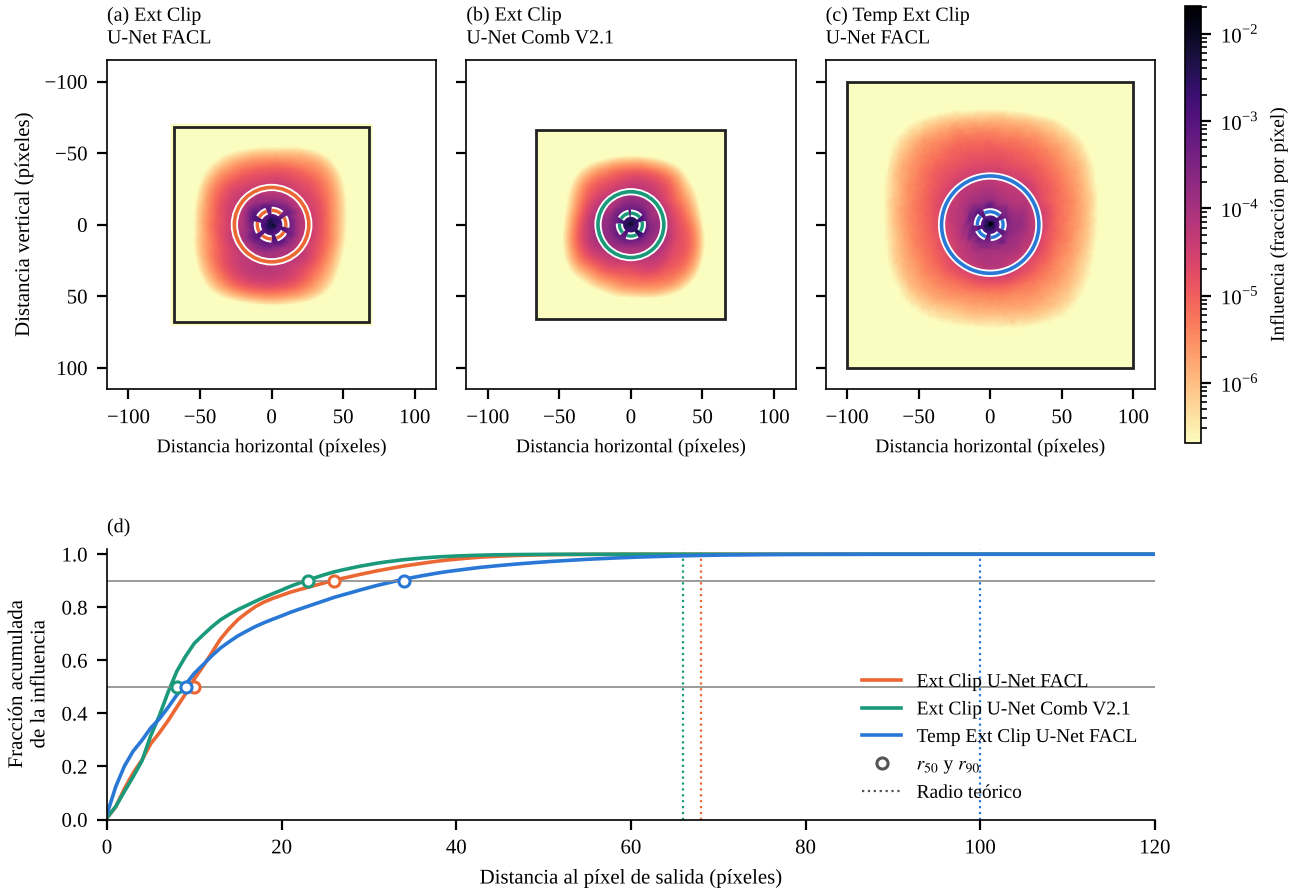 (a) Ext Clip
U-Net FACL
(b) Ext Clip
U-Net Comb V2.1
(c) Temp Ext Clip
U-Net FACL
Distancia vertical (píxeles)
−100
−50
0
50
100
−100 −50 0 50 100
Distancia horizontal (píxeles)
−100 −50 0 50 100
Distancia horizontal (píxeles)
−100 −50 0 50 100
Distancia horizontal (píxeles)
10⁻²
10⁻³
10⁻⁴
10⁻⁵
10⁻⁶
Influencia (fracción por píxel)
(d)
Fracción acumulada
de la influencia
1.0
0.8
0.6
0.4
0.2
0.0
0 20 40 60 80 100 120
Distancia al píxel de salida (píxeles)
Ext Clip U-Net FACL
Ext Clip U-Net Comb V2.1
Temp Ext Clip U-Net FACL
r₅₀ y r₉₀
Radio teórico